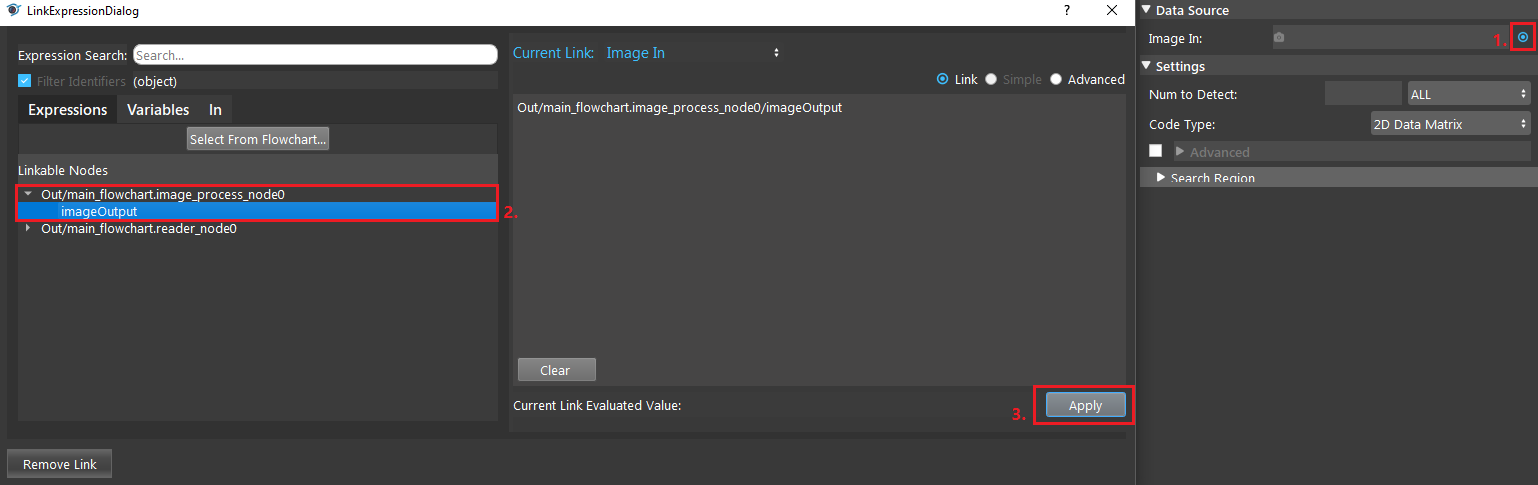 LinkExpressionDialog
?
Expression Search:
Search...
Filter Identifiers (object)
Expressions
Variables
In
Select From Flowchart...
Linkable Nodes
Out/main_flowchart.image_process_node0
imageOutput
2.
Out/main_flowchart.reader_node0
Current Link: Image In
Link
Simple
Advanced
Out/main_flowchart.image_process_node0/imageOutput
Clear
Current Link Evaluated Value:
3.
Apply
Remove Link
Data Source
Image In:
1.
Settings
Num to Detect:
ALL
Code Type:
2D Data Matrix
Advanced
Search Region